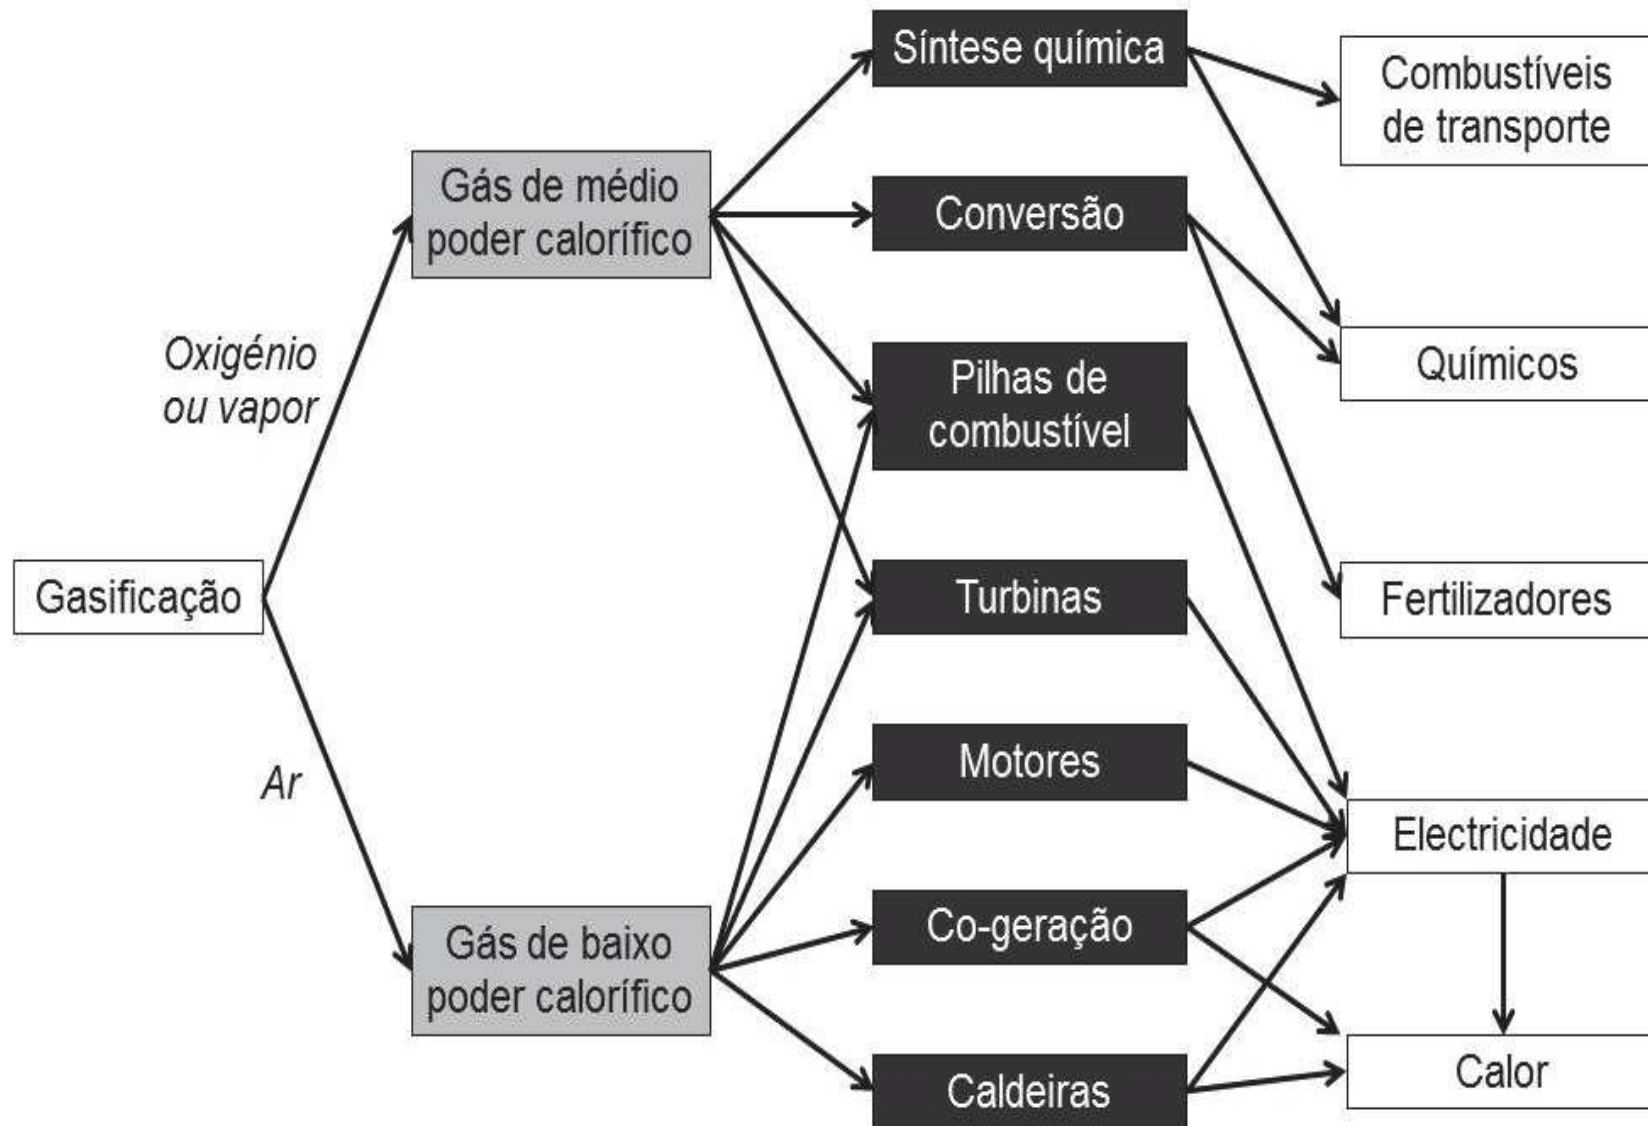 Síntese química
Combustíveis
de transporte
Gás de médio
poder calorífico
Conversão
Oxigénio
ou vapor
Pilhas de
combustível
Químicos
Gasificação
Turbinas
Fertilizadores
Ar
Motores
Electricidade
Gás de baixo
poder calorífico
Co-geração
Caldeiras
Calor